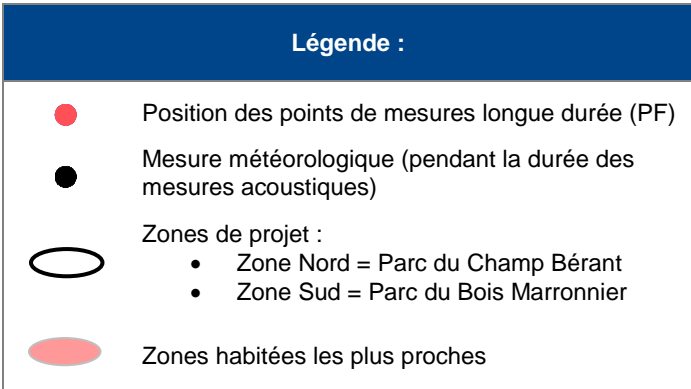 Légende :
Position des points de mesures longue durée (PF)
Mesure météorologique (pendant la durée des
mesures acoustiques)
Zones de projet :
• Zone Nord = Parc du Champ Bérant
• Zone Sud = Parc du Bois Marronnier
Zones habitées les plus proches